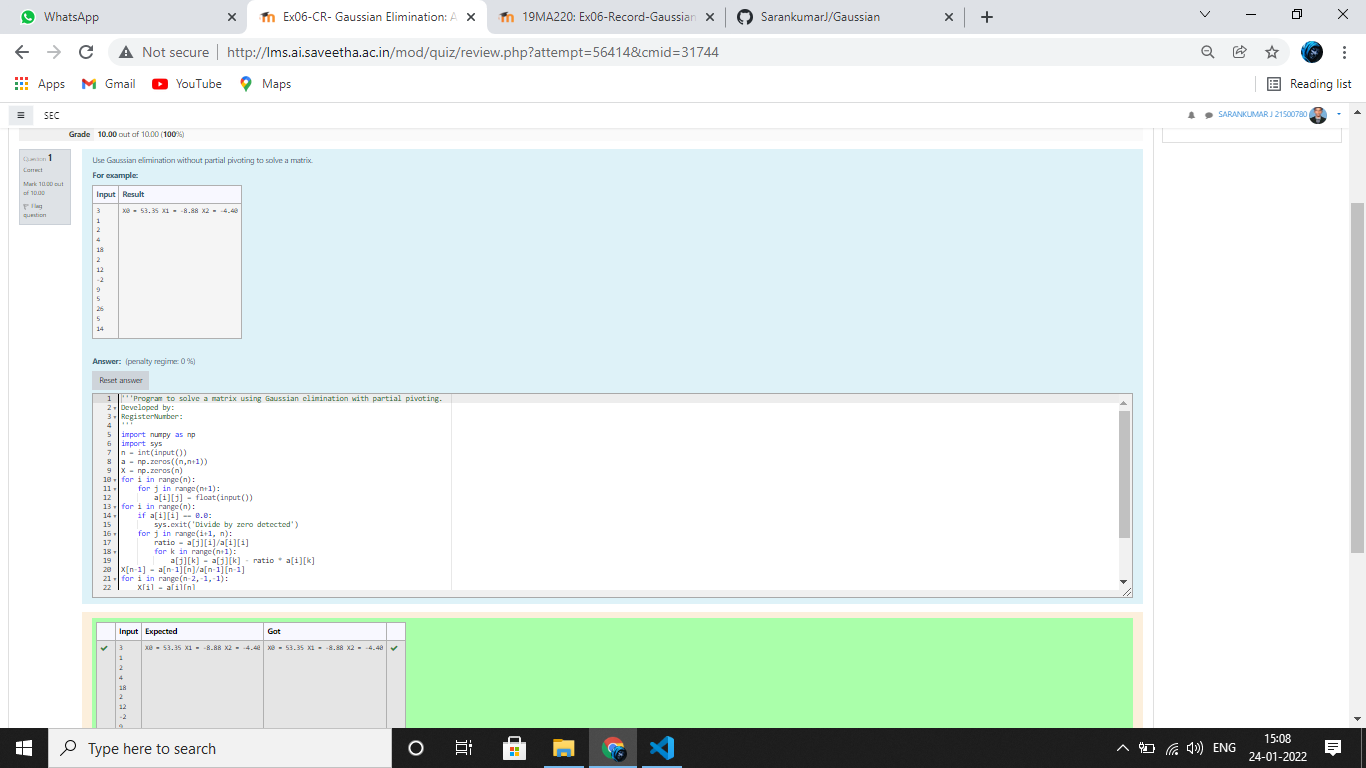 WhatsApp
Ex06-CR- Gaussian Elimination: A
19MA220: Ex06-Record-Gaussian
SarankumarJ/Gaussian
Not secure
http://lms.ai.saveetha.ac.in/mod/quiz/review.php?attempt=56414&cmid=31744
Apps
Gmail
YouTube
Maps
Reading list
SEC
SARANKUMAR J 21500780
Grade 10.00 out of 10.00 (100%)
Question 1
Correct
Mark 10.00 out
of 10.00
Flag
question
Use Gaussian elimination without partial pivoting to solve a matrix.
For example:
Input Result
3 X0 = 53.35 X1 = -8.88 X2 = -4.40
1
2
4
18
2
12
-2
9
5
26
5
14
Answer: (penalty regime: 0 %)
Reset answer
1 '''Program to solve a matrix using Gaussian elimination with partial pivoting.
2 Developed by:
3 RegisterNumber:
4 '''
5 import numpy as np
6 import sys
7 n = int(input())
8 a = np.zeros((n,n+1))
9 X = np.zeros(n)
10 for i in range(n):
11 for j in range(n+1):
12 a[i][j] = float(input())
13 for i in range(n):
14 if a[i][i] == 0.0:
15 sys.exit('Divide by zero detected')
16 for j in range(i+1, n):
17 ratio = a[j][i]/a[i][i]
18 for k in range(n+1):
19 a[j][k] = a[j][k] - ratio * a[i][k]
20 X[n-1] = a[n-1][n]/a[n-1][n-1]
21 for i in range(n-2,-1,-1):
22 X[i] = a[i][n]
Input Expected Got
3 X0 = 53.35 X1 = -8.88 X2 = -4.40 X0 = 53.35 X1 = -8.88 X2 = -4.40
1
2
4
18
2
12
-2
9
Type here to search
ENG
15:08
24-01-2022